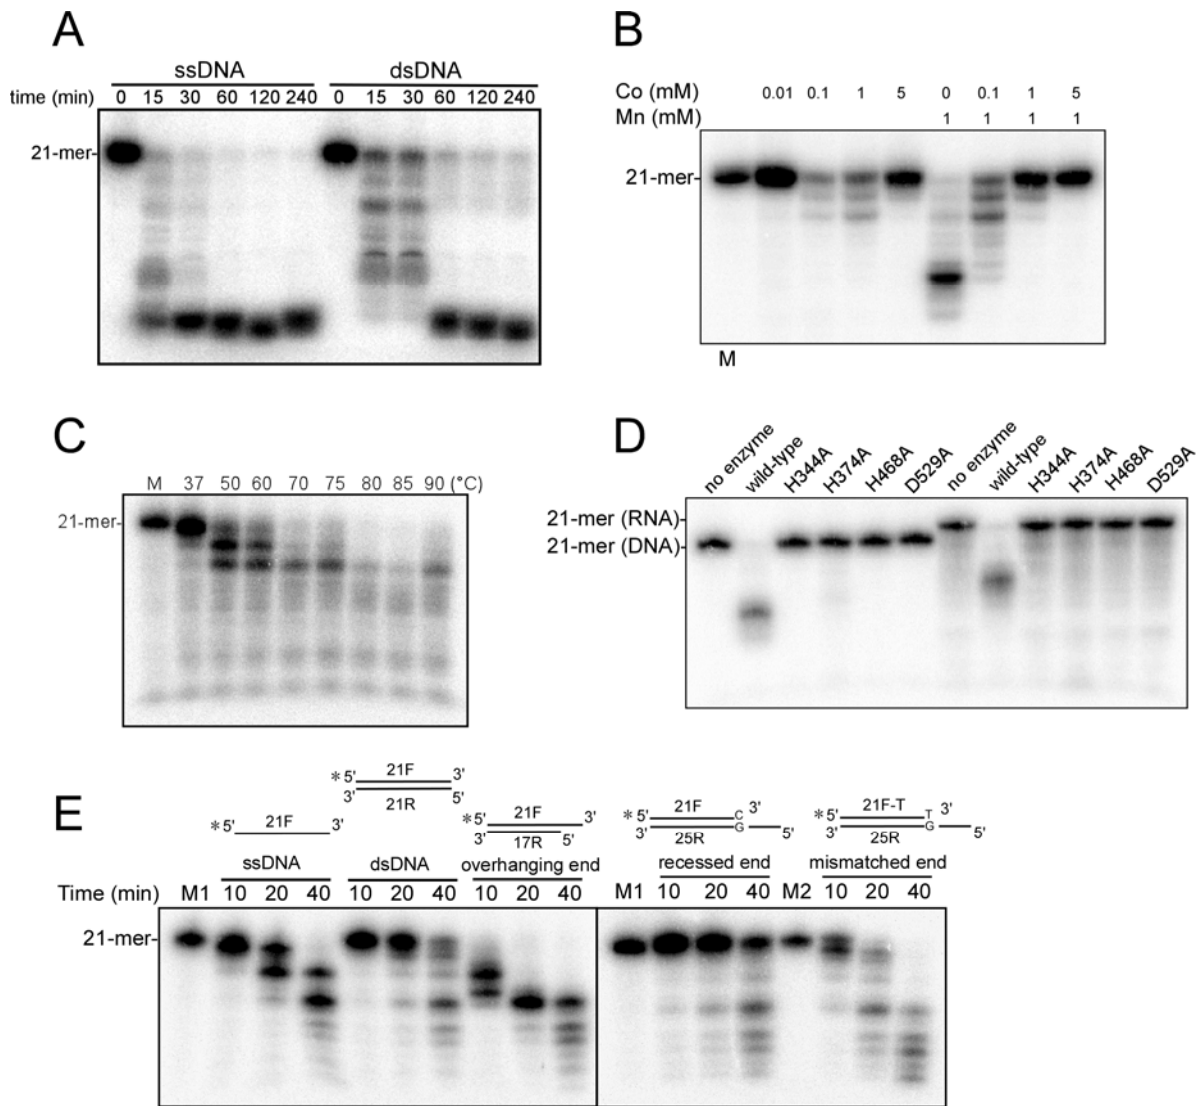 A
ssDNA dsDNA
time (min) 0 15 30 60 120 240 0 15 30 60 120 240
21-mer-
B
Co (mM) 0.01 0.1 1 5 0 0.1 1 5
Mn (mM) 1 1 1 1
21-mer-
M
C
M 37 50 60 70 75 80 85 90 (°C)
21-mer-
D
no enzyme wild-type H344A H374A H468A D529A no enzyme wild-type H344A H374A H468A D529A
21-mer (RNA)-
21-mer (DNA)-
E
*5' 21F 3'
ssDNA
*5' 21F 3'
3' 21R 5'
dsDNA
*5' 21F 3'
3' 17R 5'
overhanging end
*5' 21F C 3'
3' 25R G 5'
recessed end
*5' 21F-T T 3'
3' 25R G 5'
mismatched end
Time (min) M1 10 20 40 10 20 40 10 20 40 M1 10 20 40 M2 10 20 40
21-mer-